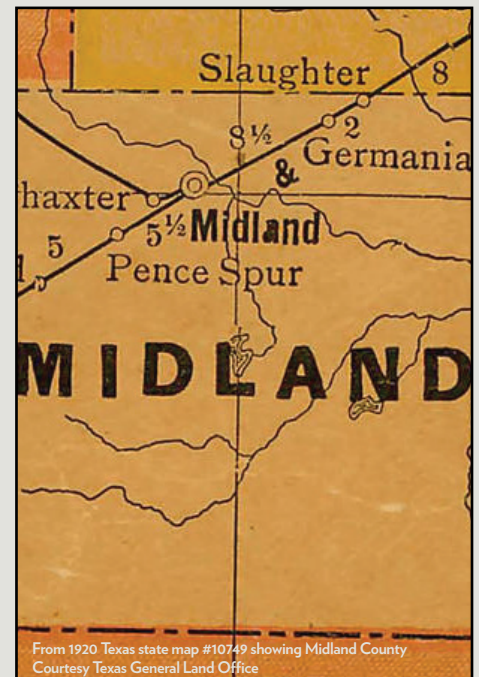 Slaughter
8
2
8½
Germania
&
haxter
5½ Midland
5
Pence Spur
MIDLAND
From 1920 Texas state map #10749 showing Midland County
Courtesy Texas General Land Office